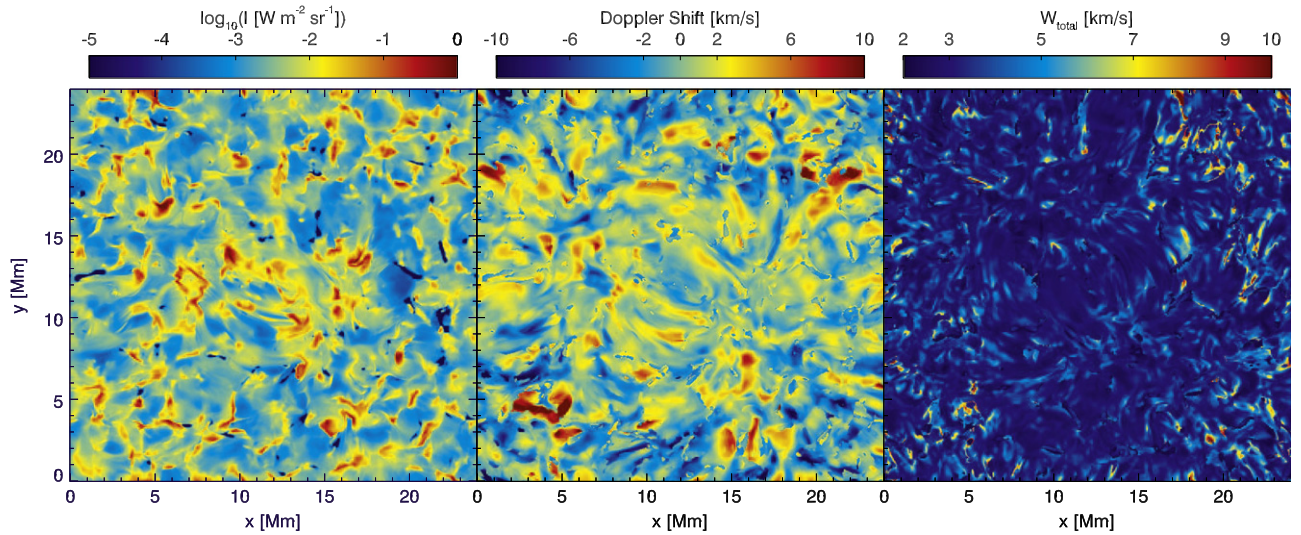 log₁₀(I [W m⁻² sr⁻¹]) Doppler Shift [km/s] W_total [km/s]
-5 -4 -3 -2 -1 0 -10 -6 -2 0 2 6 10 2 3 5 7 9 10
20
15
10
5
0
y [Mm]
0 5 10 15 20 0 5 10 15 20 0 5 10 15 20
x [Mm] x [Mm] x [Mm]